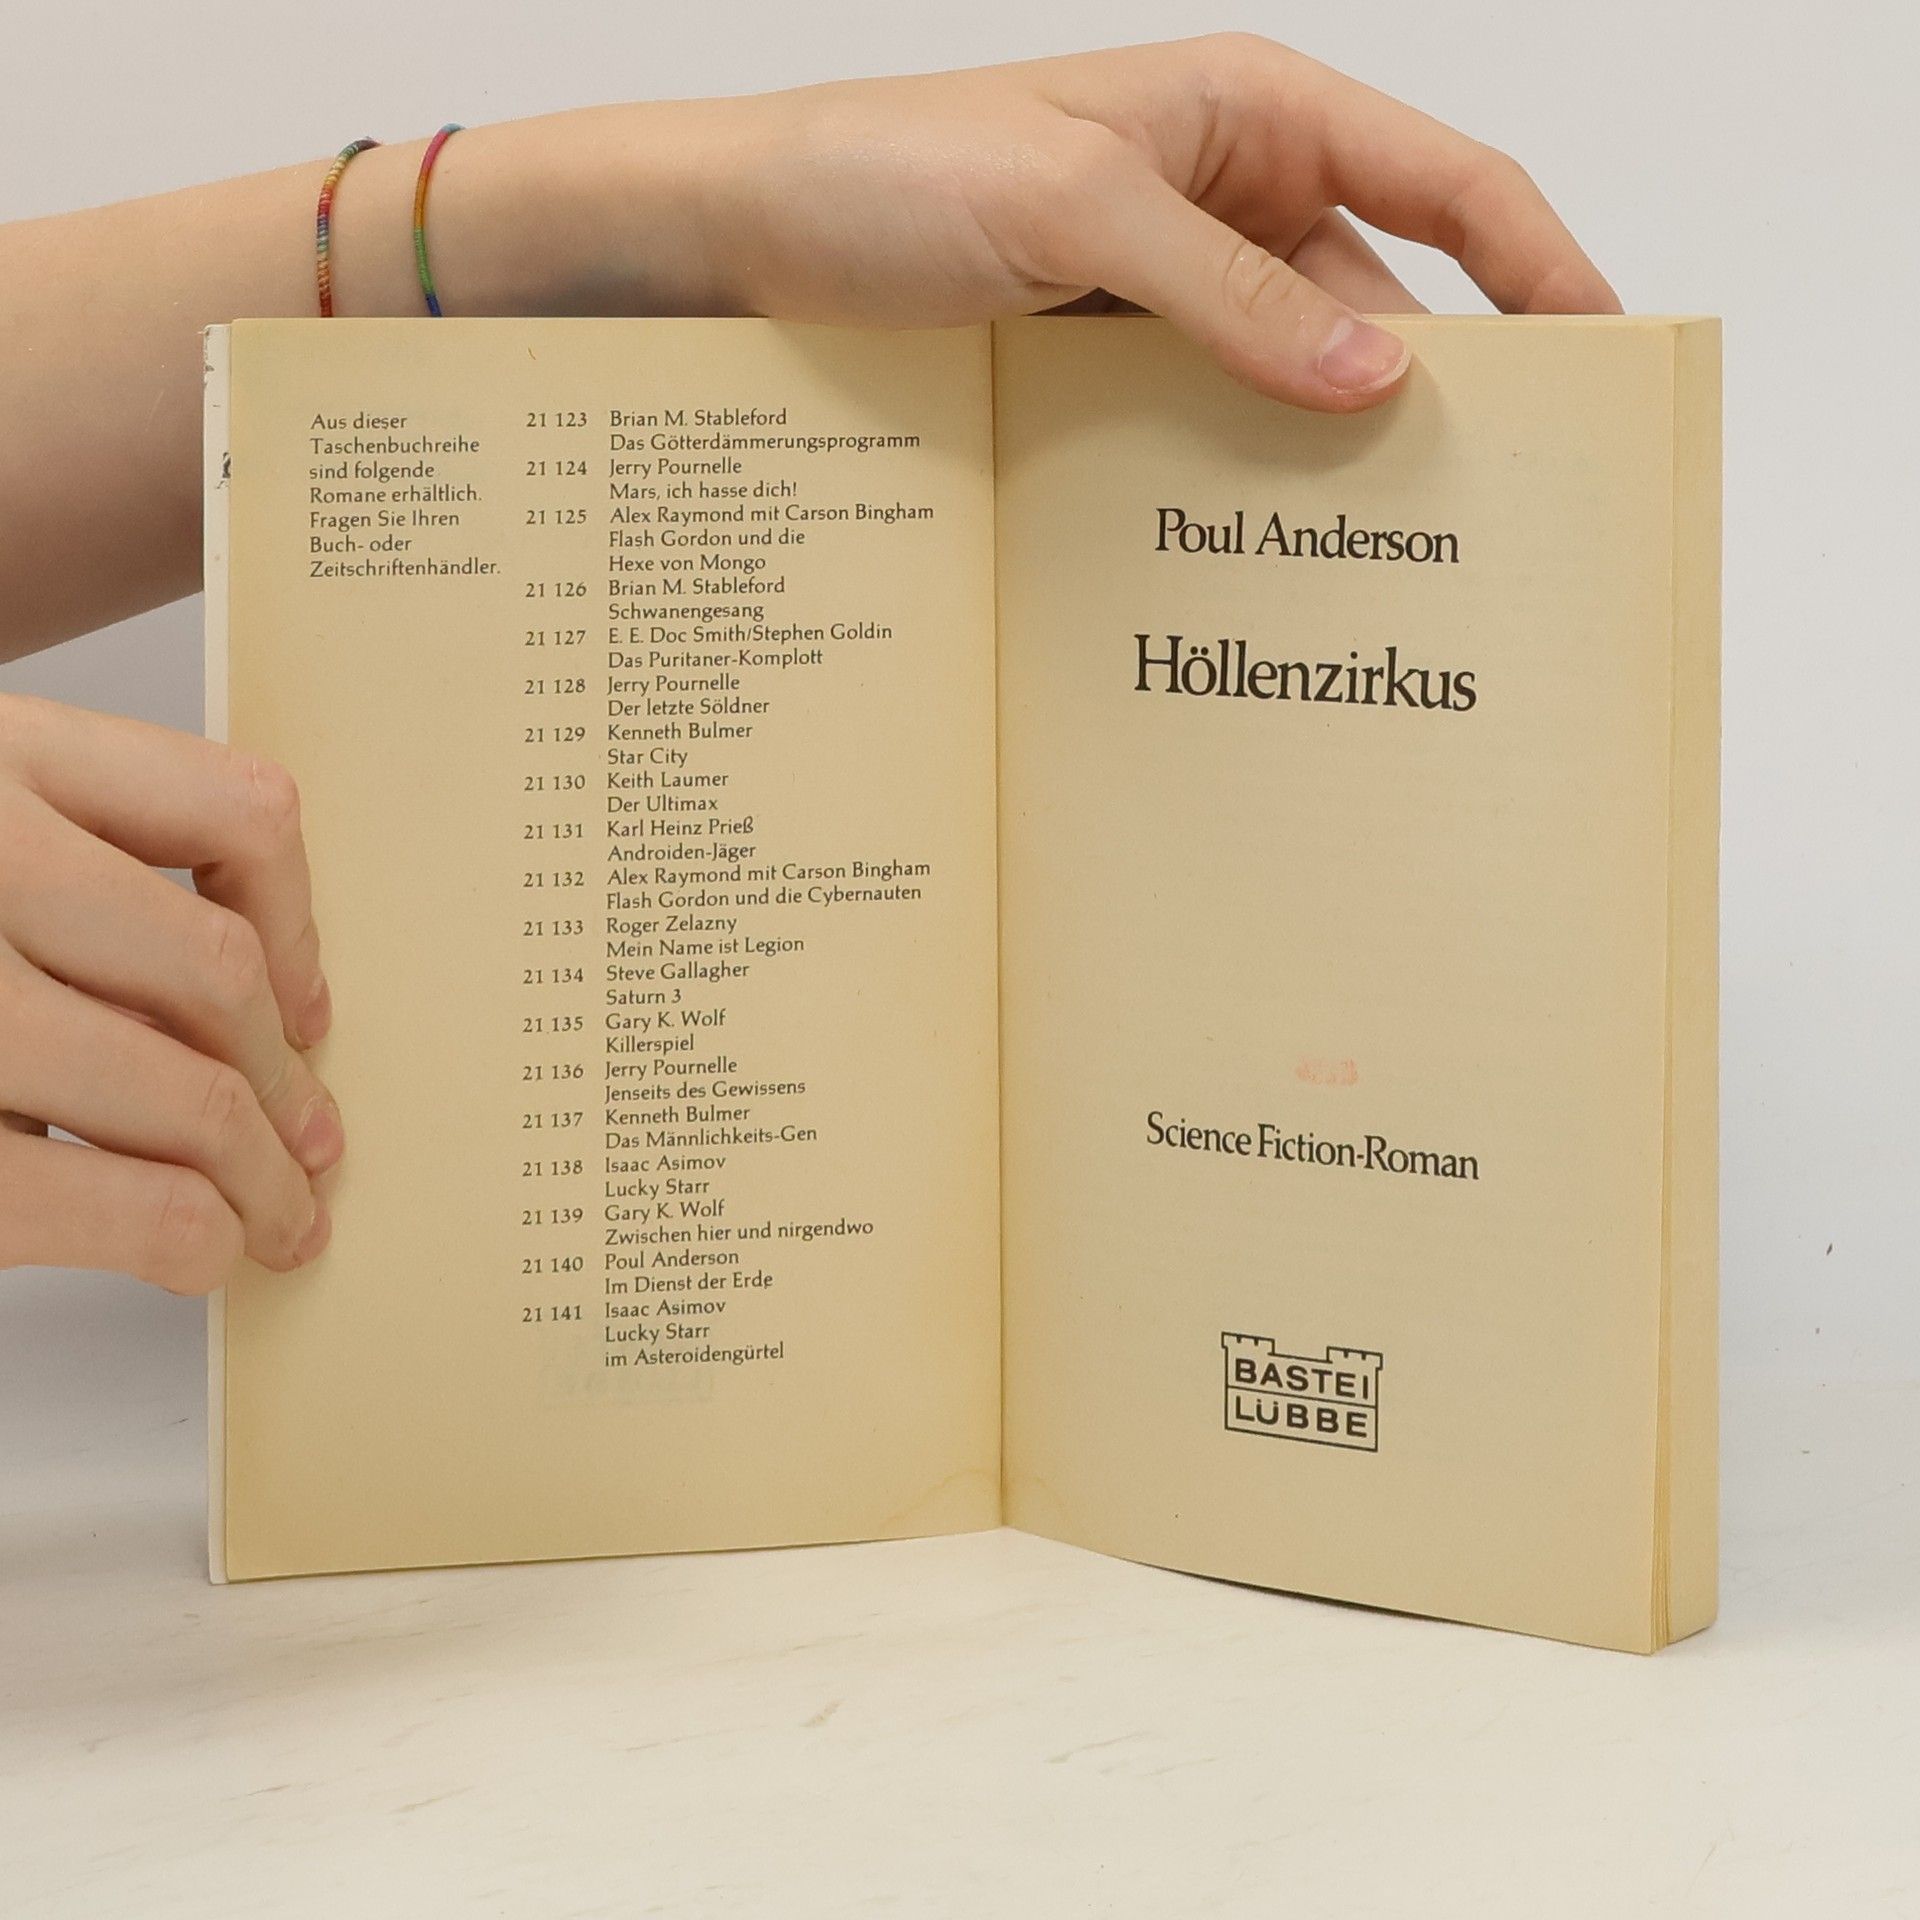 Aus dieser
Taschenbuchreihe
sind folgende
Romane erhältlich.
Fragen Sie Ihren
Buch- oder
Zeitschriftenhändler.
21 123 Brian M. Stableford
Das Götterdämmerungsprogramm
21 124 Jerry Pournelle
Mars, ich hasse dich!
21 125 Alex Raymond mit Carson Bingham
Flash Gordon und die
Hexe von Mongo
21 126 Brian M. Stableford
Schwanengesang
21 127 E. E. Doc Smith/Stephen Goldin
Das Puritaner-Komplott
21 128 Jerry Pournelle
Der letzte Söldner
21 129 Kenneth Bulmer
Star City
21 130 Keith Laumer
Der Ultimax
21 131 Karl Heinz Prieß
Androiden-Jäger
21 132 Alex Raymond mit Carson Bingham
Flash Gordon und die Cybernauten
21 133 Roger Zelazny
Mein Name ist Legion
21 134 Steve Gallagher
Saturn 3
21 135 Gary K. Wolf
Killerspiel
21 136 Jerry Pournelle
Jenseits des Gewissens
21 137 Kenneth Bulmer
Das Männlichkeits-Gen
21 138 Isaac Asimov
Lucky Starr
21 139 Gary K. Wolf
Zwischen hier und nirgendwo
21 140 Poul Anderson
Im Dienst der Erde
21 141 Isaac Asimov
Lucky Starr
im Asteroidengürtel
Poul Anderson
Höllenzirkus
Science Fiction-Roman
BASTEI
LÜBBE